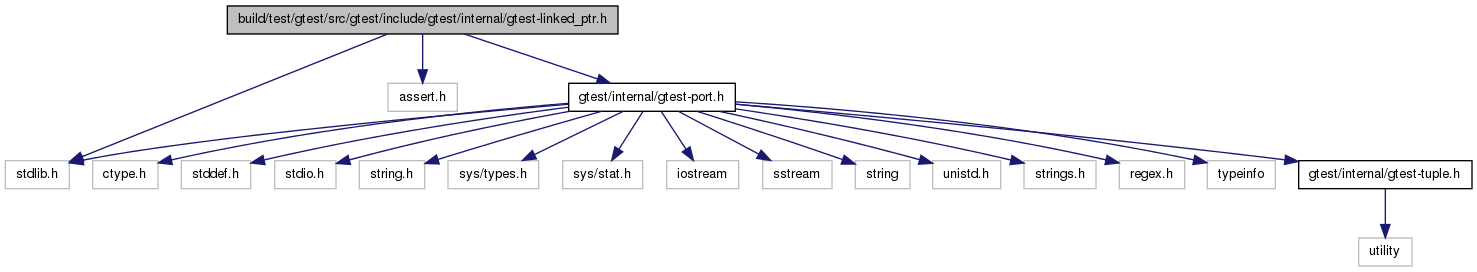 build/test/gtest/src/gtest/include/gtest/internal/gtest-linked_ptr.h
assert.h
gtest/internal/gtest-port.h
stdlib.h
ctype.h
stddef.h
stdio.h
string.h
sys/types.h
sys/stat.h
iostream
sstream
string
unistd.h
strings.h
regex.h
typeinfo
gtest/internal/gtest-tuple.h
utility